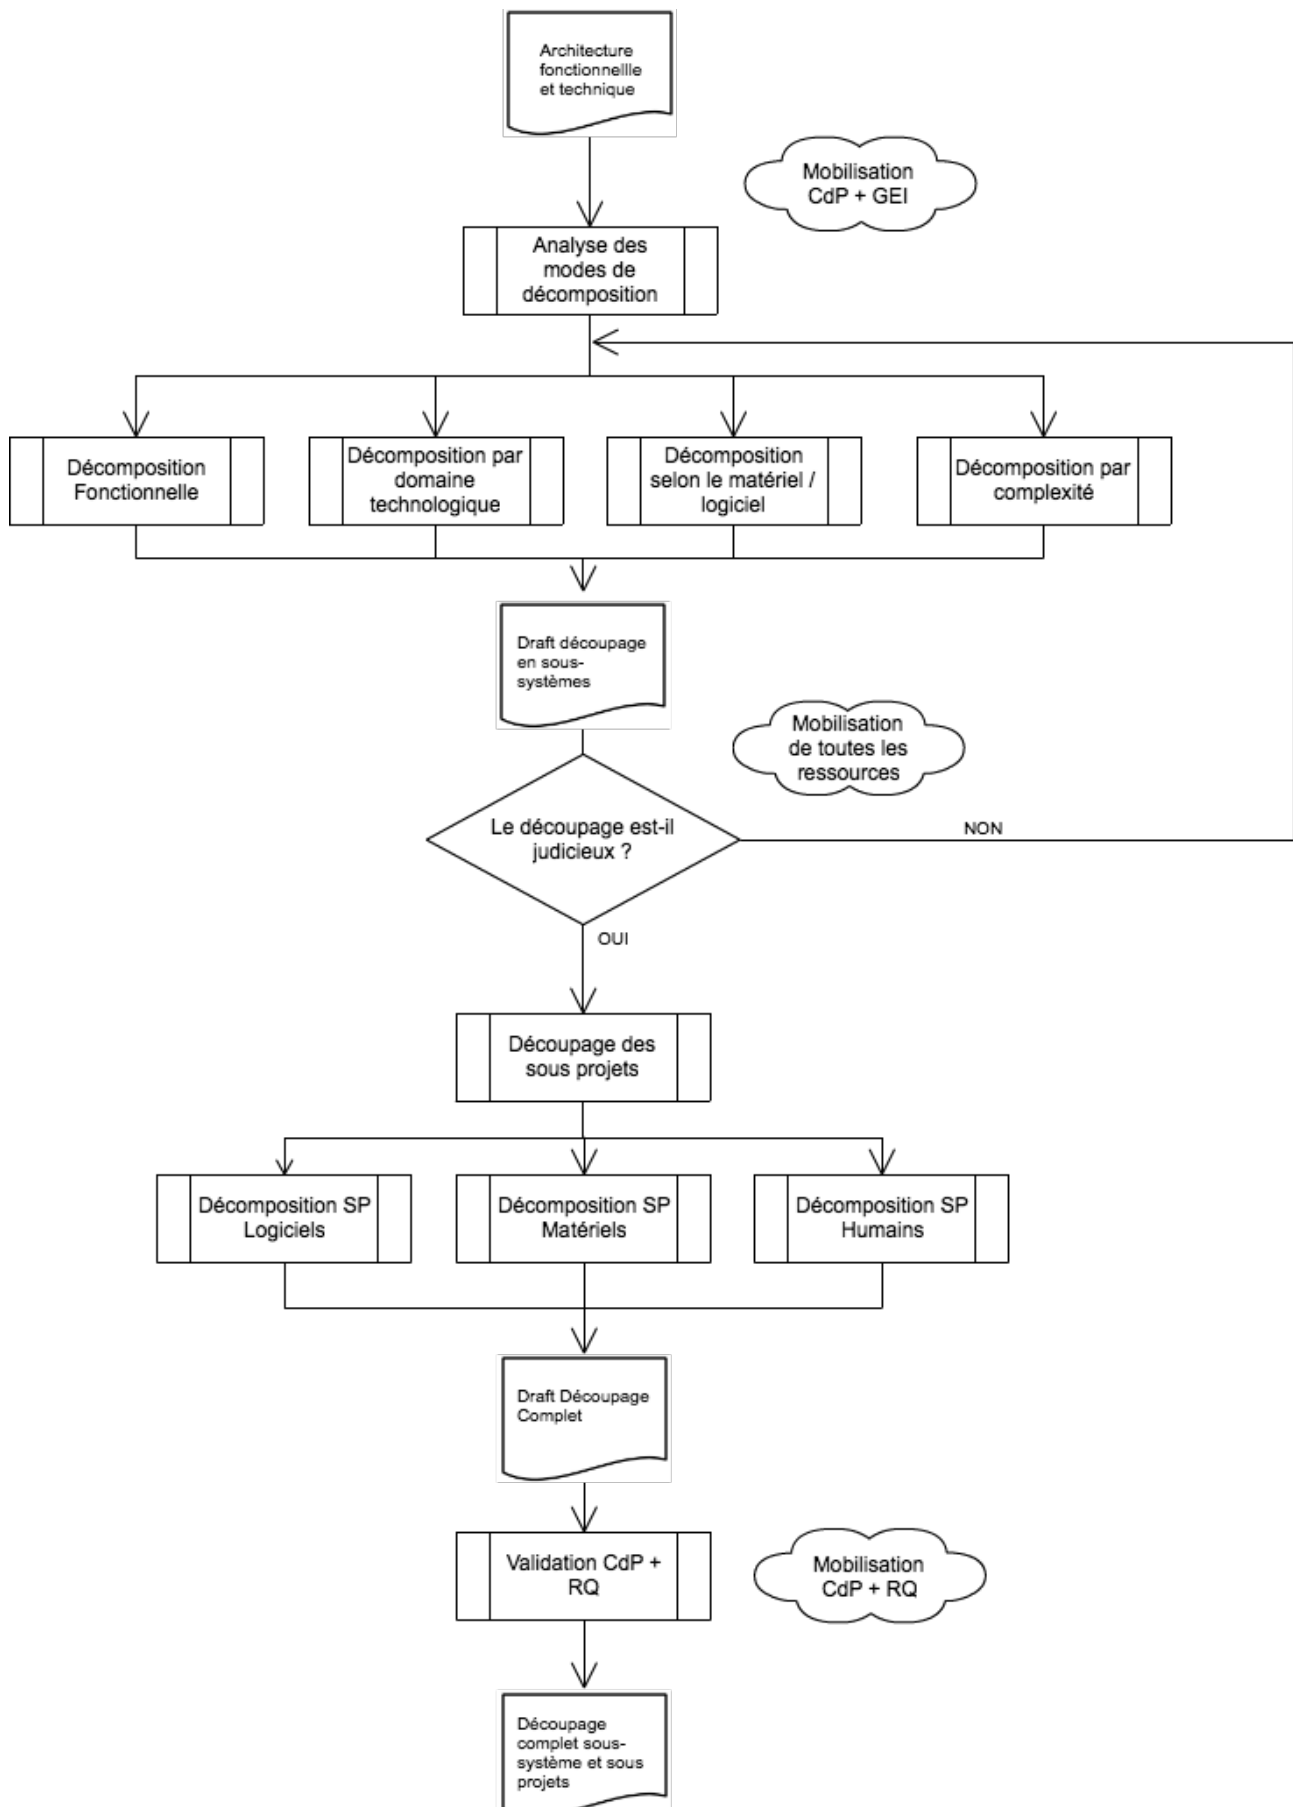 Architecture
fonctionnellle
et technique
Mobilisation
CdP + GEI
Analyse des
modes de
décomposition
Décomposition
Fonctionnelle
Décomposition par
domaine
technologique
Décomposition
selon le matériel /
logiciel
Décomposition par
complexité
Draft découpage
en sous-
systèmes
Mobilisation
de toutes les
ressources
Le découpage est-il
judicieux ?
NON
OUI
Découpage des
sous projets
Décomposition SP
Logiciels
Décomposition SP
Matériels
Décomposition SP
Humains
Draft Découpage
Complet
Validation CdP +
RQ
Mobilisation
CdP + RQ
Découpage
complet sous-
système et sous
projets